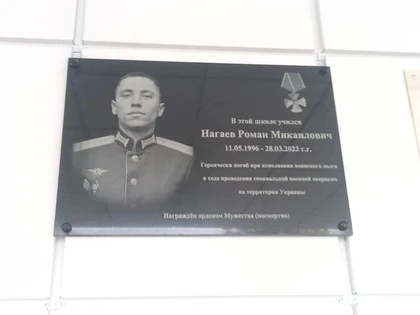 В этой школе учился
Нагаев Роман Микаилович
11.05.1996 - 28.03.2022 г.г.
Героически погиб при исполнении воинского долга
в ходе проведения специальной военной операции
на территории Украины
Награждён орденом Мужества (посмертно)